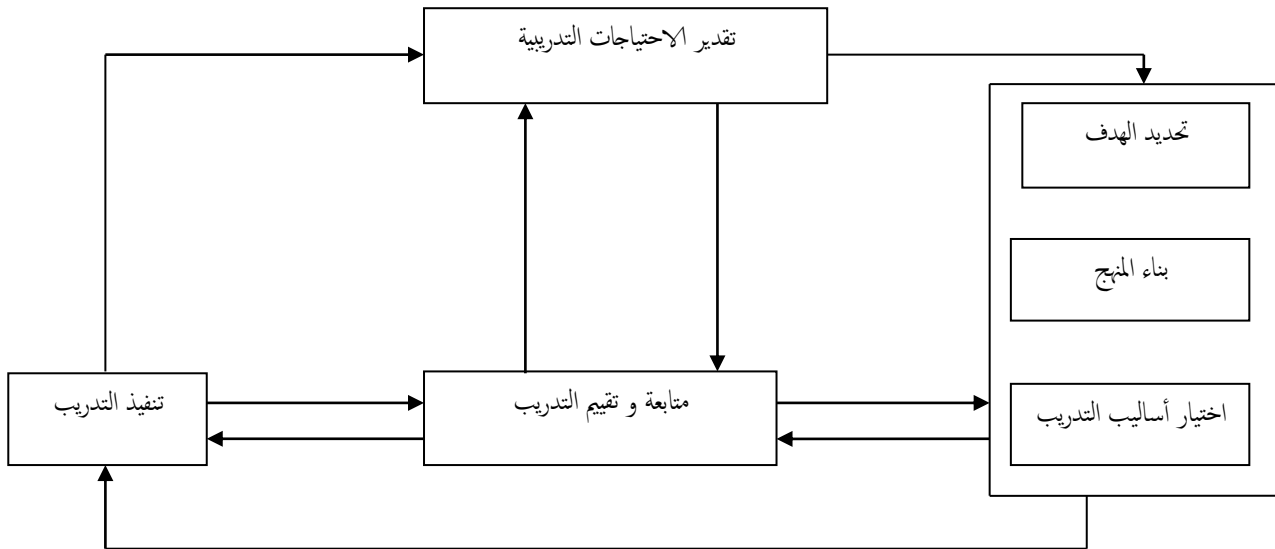 تقدير الاحتياجات التدريبية
تحديد الهدف
بناء المنهج
اختيار أساليب التدريب
متابعة و تقييم التدريب
تنفيذ التدريب